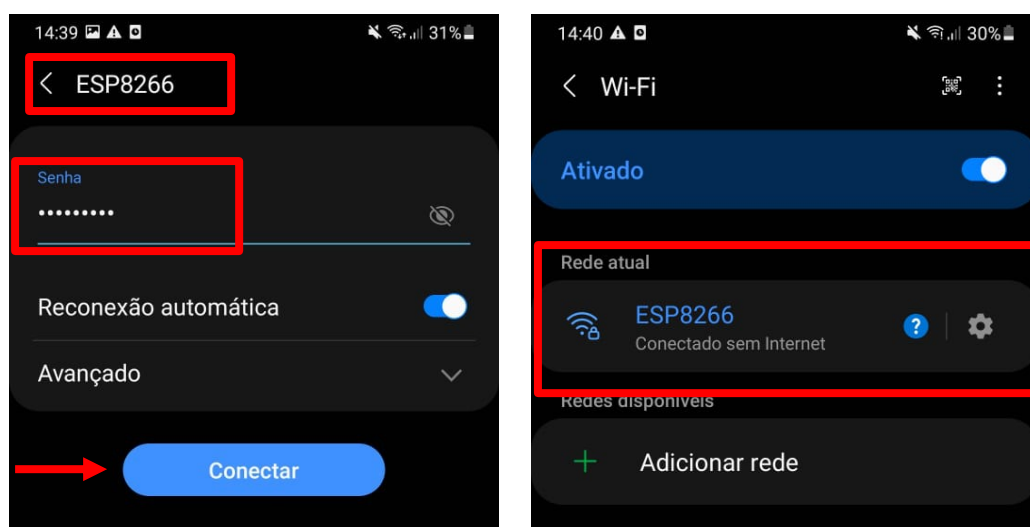 14:39 31%
ESP8266
Senha
•••••••••
Reconexão automática
Avançado
Conectar
14:40 30%
Wi-Fi
Ativado
Rede atual
ESP8266
Conectado sem Internet
?
Redes disponíveis
+ Adicionar rede